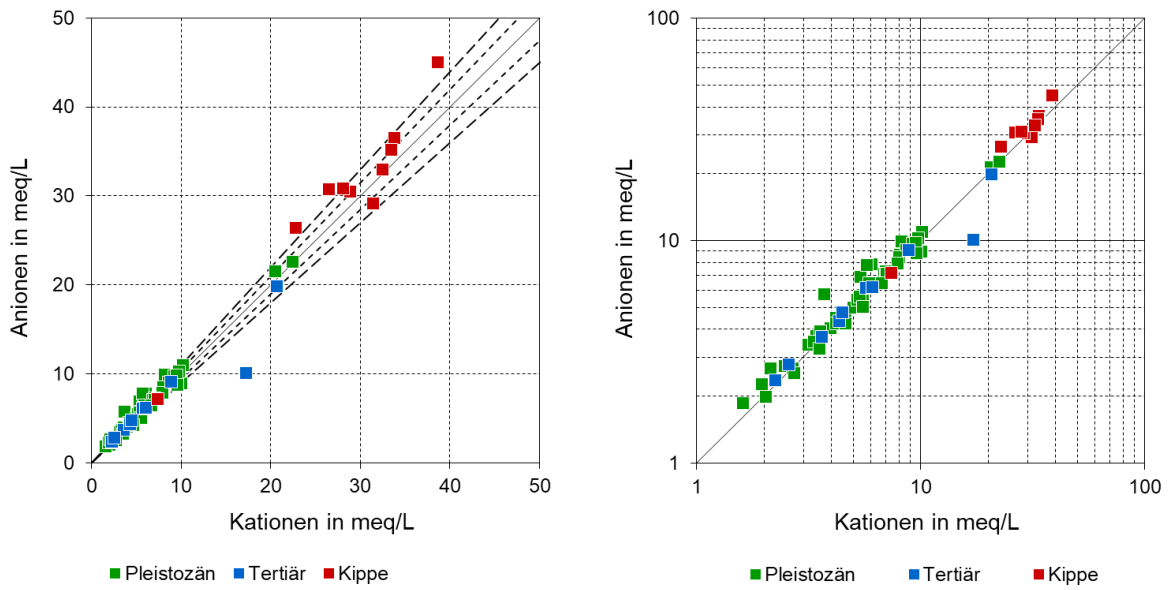 50
40
30
20
10
0
Anionen in meq/L
0 10 20 30 40 50
Kationen in meq/L
Pleistozän Tertiär Kippe
100
10
1
Anionen in meq/L
1 10 100
Kationen in meq/L
Pleistozän Tertiär Kippe